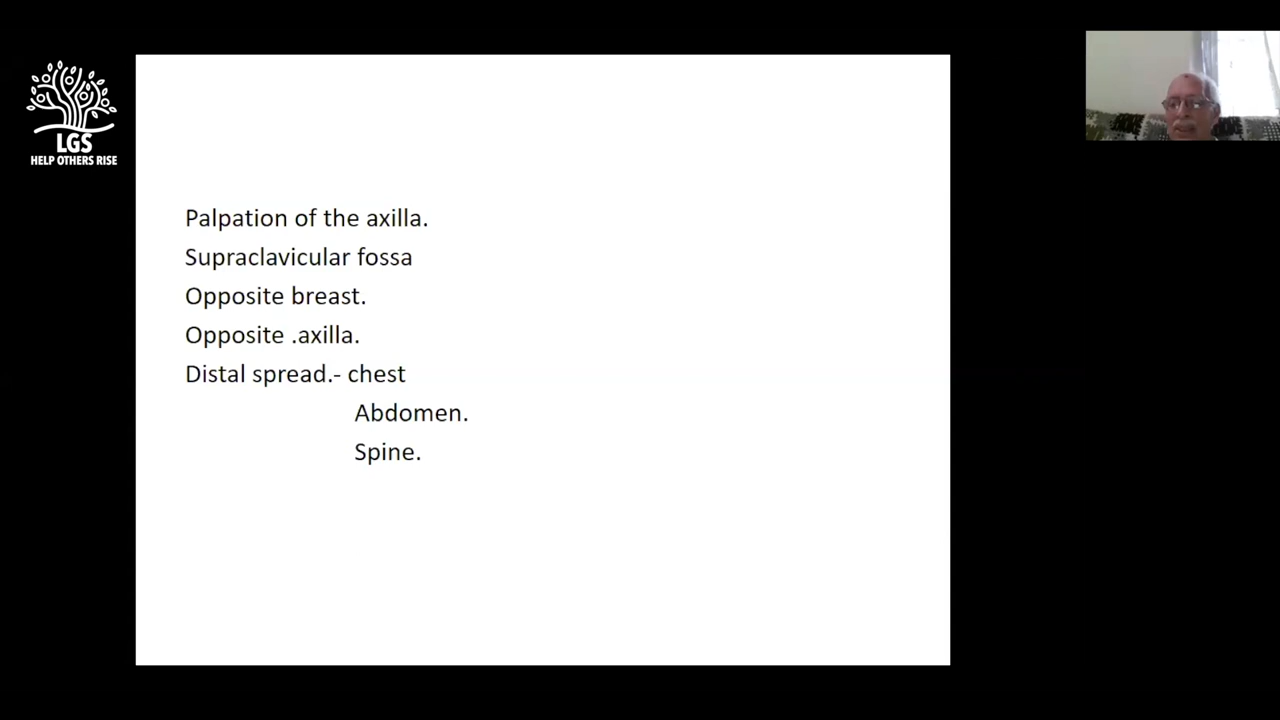 LGS
HELP OTHERS RISE
Palpation of the axilla.
Supraclavicular fossa
Opposite breast.
Opposite .axilla.
Distal spread.- chest
Abdomen.
Spine.